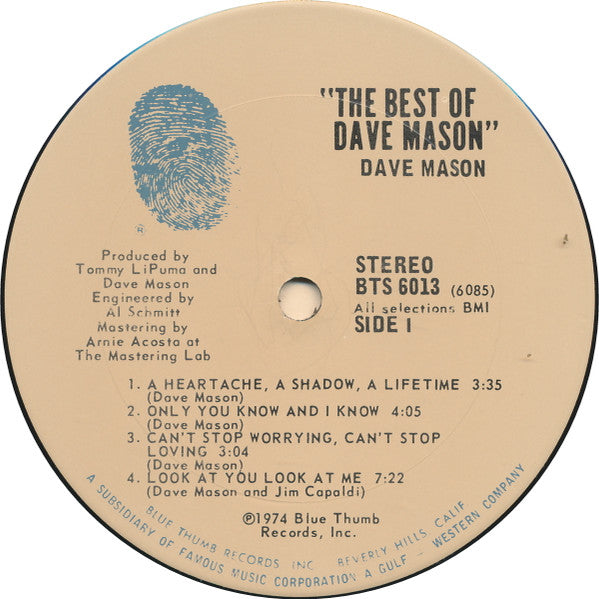 "THE BEST OF
DAVE MASON"
DAVE MASON
®
Produced by
Tommy LiPuma and
Dave Mason
Engineered by
Al Schmitt
Mastering by
Arnie Acosta at
The Mastering Lab
STEREO
BTS 6013 (6085)
All selections BMI
SIDE I
1. A HEARTACHE, A SHADOW, A LIFETIME 3:35
(Dave Mason)
2. ONLY YOU KNOW AND I KNOW 4:05
(Dave Mason)
3. CAN'T STOP WORRYING, CAN'T STOP
LOVING 3:04
(Dave Mason)
4. LOOK AT YOU LOOK AT ME 7:22
(Dave Mason and Jim Capaldi)
℗1974 Blue Thumb
Records, Inc.
BLUE THUMB RECORDS INC. BEVERLY HILLS, CALIF
A SUBSIDIARY OF FAMOUS MUSIC CORPORATION A GULF - WESTERN COMPANY